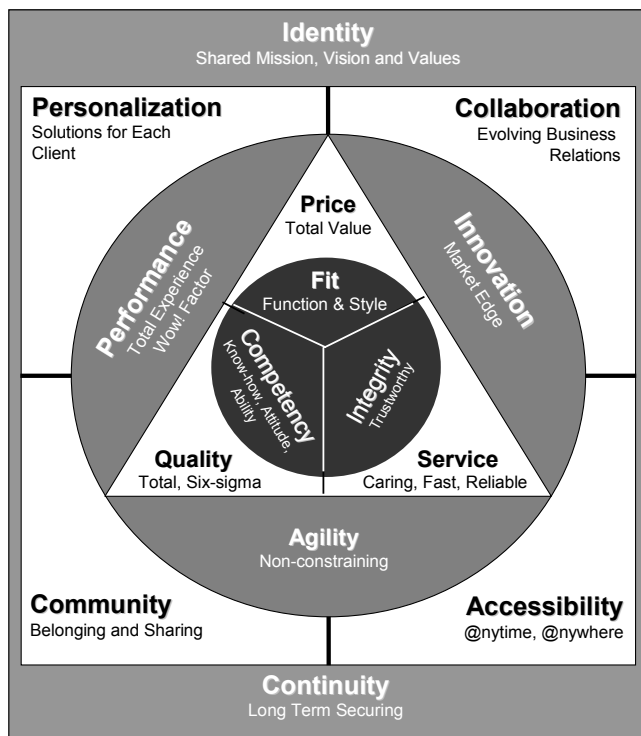 Identity
Shared Mission, Vision and Values
Personalization
Solutions for Each
Client
Collaboration
Evolving Business
Relations
Price
Total Value
Performance
Total Experience
Wow! Factor
Innovation
Market Edge
Fit
Function & Style
Competency
Know-how, Attitude,
Ability
Integrity
Trustworthy
Quality
Total, Six-sigma
Service
Caring, Fast, Reliable
Agility
Non-constraining
Community
Belonging and Sharing
Accessibility
@nytime, @nywhere
Continuity
Long Term Securing